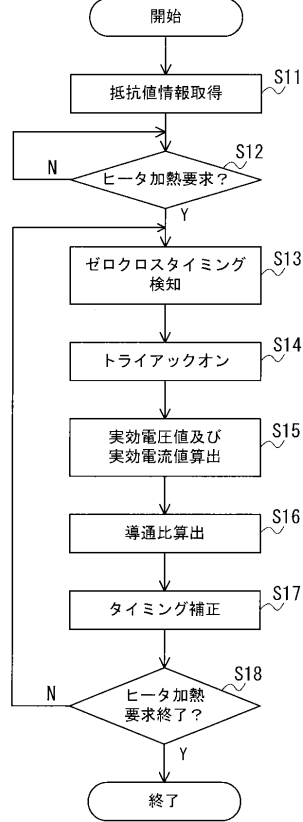 開始
S11
抵抗値情報取得
S12
N
ヒータ加熱要求?
Y
S13
ゼロクロスタイミング
検知
S14
トライアックオン
S15
実効電圧値及び
実効電流値算出
S16
導通比算出
S17
タイミング補正
S18
N
ヒータ加熱
要求終了?
Y
終了